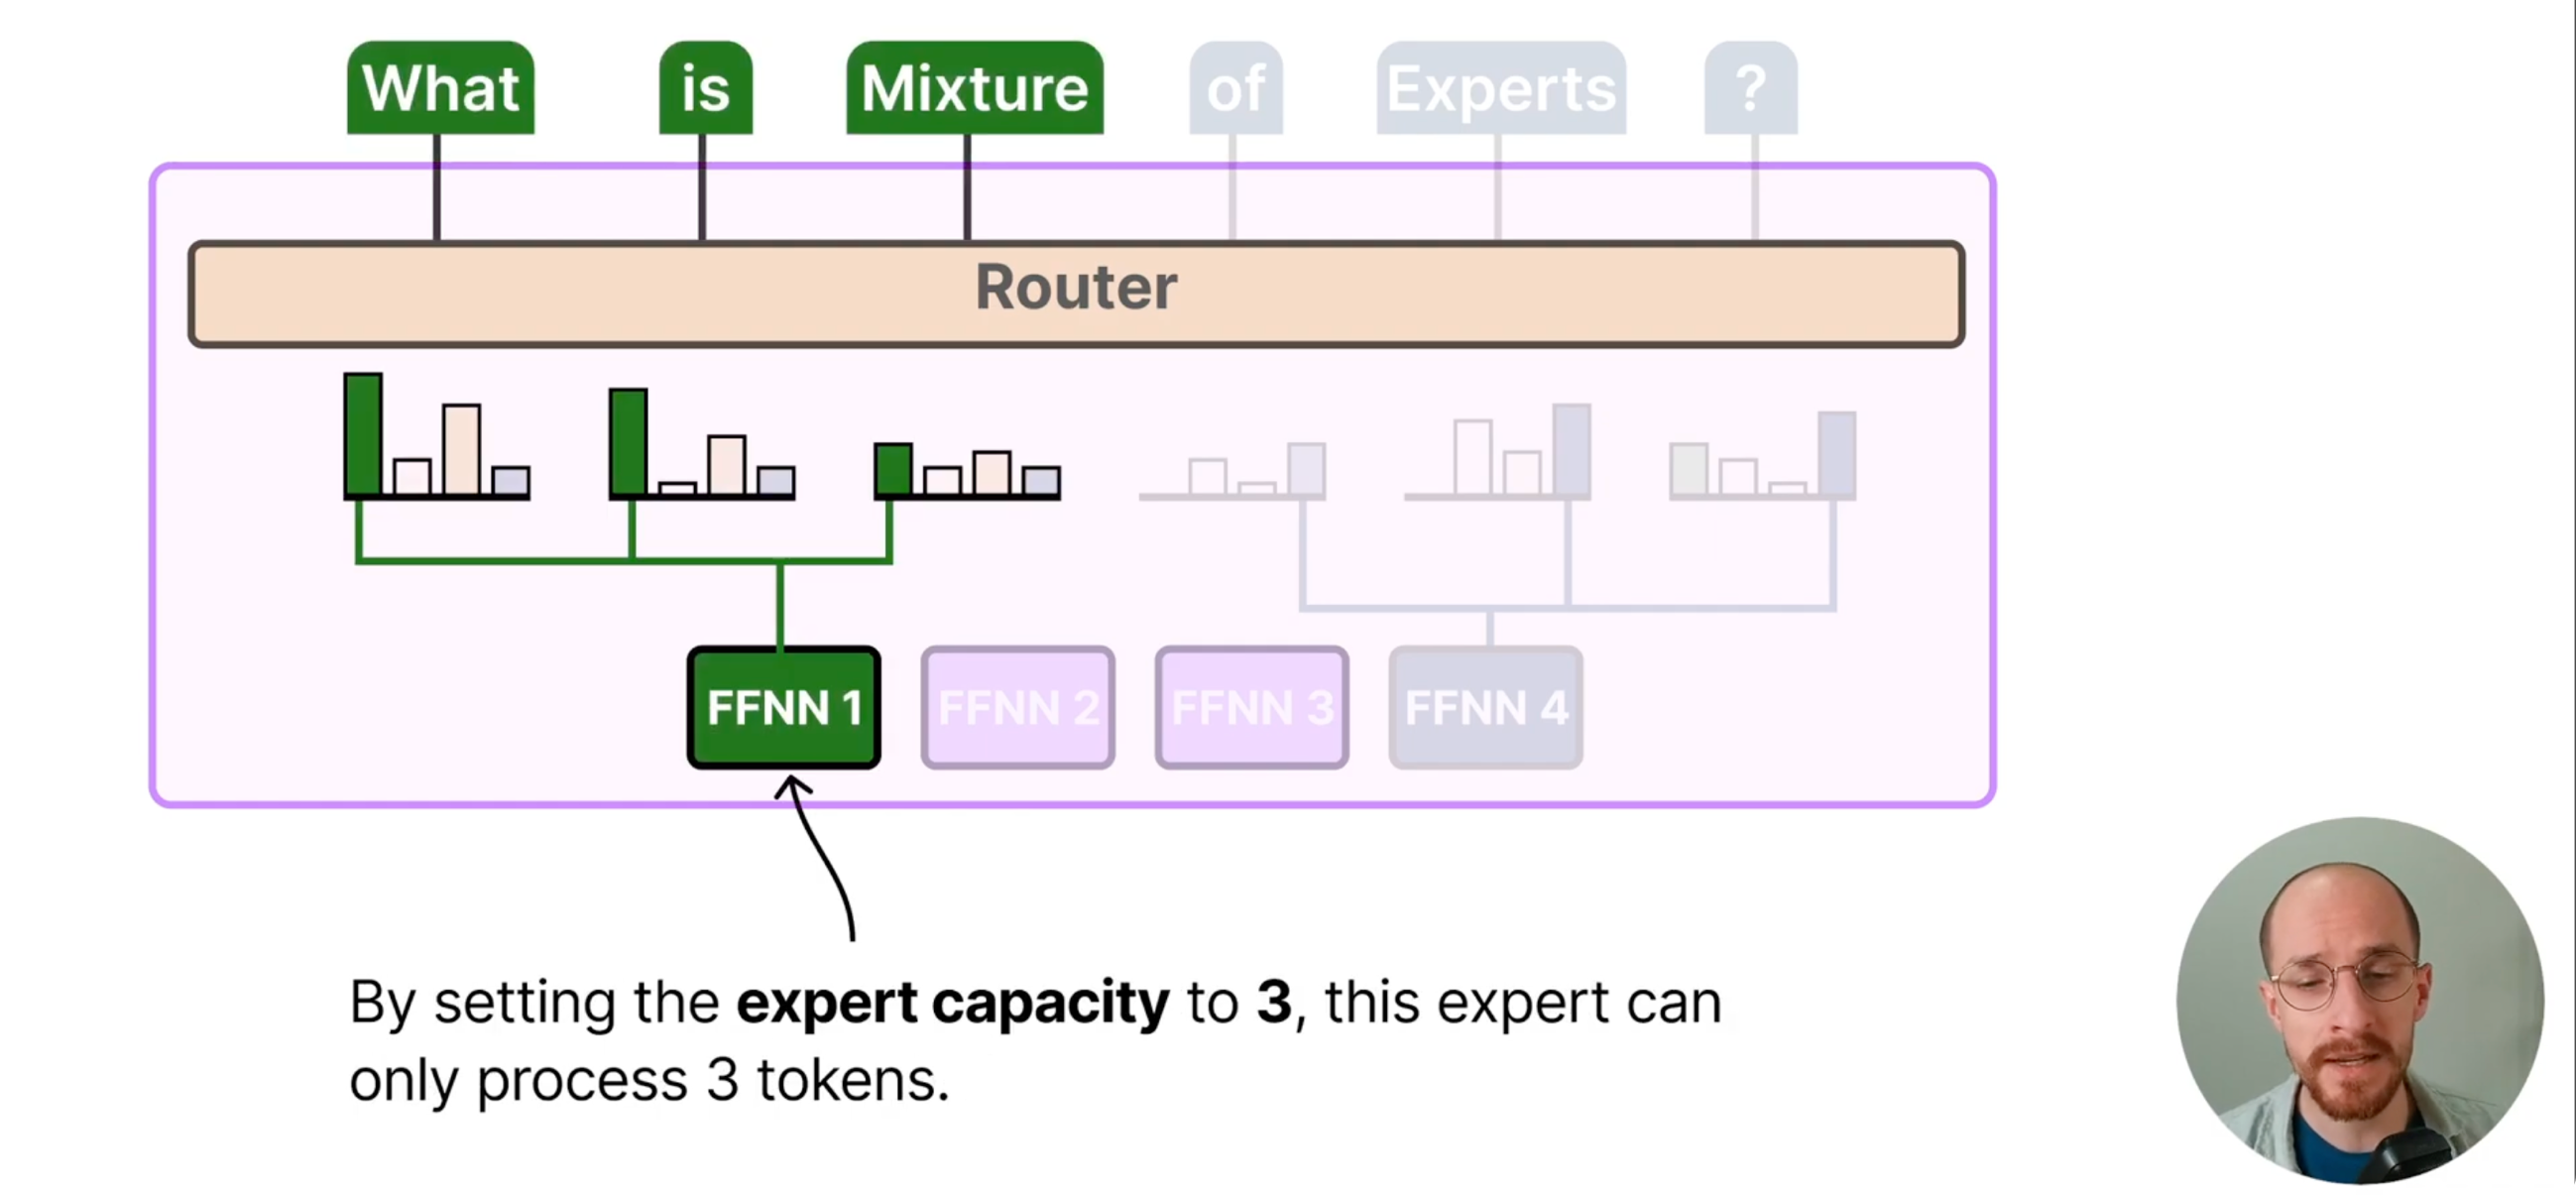 What is Mixture of Experts ?
Router
FFNN 1 FFNN 2 FFNN 3 FFNN 4
By setting the expert capacity to 3, this expert can
only process 3 tokens.